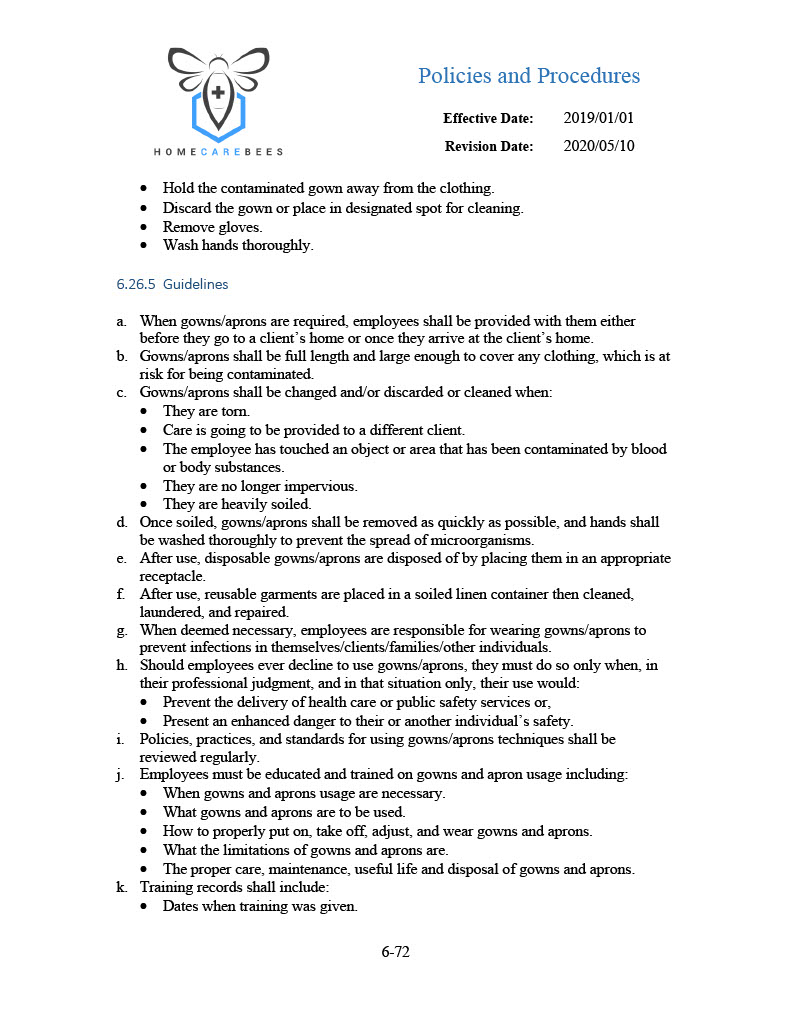 Policies and Procedures
Effective Date: 2019/01/01
Revision Date: 2020/05/10
HOMECAREBEES
• Hold the contaminated gown away from the clothing.
• Discard the gown or place in designated spot for cleaning.
• Remove gloves.
• Wash hands thoroughly.
6.26.5 Guidelines
a. When gowns/aprons are required, employees shall be provided with them either
before they go to a client’s home or once they arrive at the client’s home.
b. Gowns/aprons shall be full length and large enough to cover any clothing, which is at
risk for being contaminated.
c. Gowns/aprons shall be changed and/or discarded or cleaned when:
• They are torn.
• Care is going to be provided to a different client.
• The employee has touched an object or area that has been contaminated by blood
or body substances.
• They are no longer impervious.
• They are heavily soiled.
d. Once soiled, gowns/aprons shall be removed as quickly as possible, and hands shall
be washed thoroughly to prevent the spread of microorganisms.
e. After use, disposable gowns/aprons are disposed of by placing them in an appropriate
receptacle.
f. After use, reusable garments are placed in a soiled linen container then cleaned,
laundered, and repaired.
g. When deemed necessary, employees are responsible for wearing gowns/aprons to
prevent infections in themselves/clients/families/other individuals.
h. Should employees ever decline to use gowns/aprons, they must do so only when, in
their professional judgment, and in that situation only, their use would:
• Prevent the delivery of health care or public safety services or,
• Present an enhanced danger to their or another individual’s safety.
i. Policies, practices, and standards for using gowns/aprons techniques shall be
reviewed regularly.
j. Employees must be educated and trained on gowns and apron usage including:
• When gowns and aprons usage are necessary.
• What gowns and aprons are to be used.
• How to properly put on, take off, adjust, and wear gowns and aprons.
• What the limitations of gowns and aprons are.
• The proper care, maintenance, useful life and disposal of gowns and aprons.
k. Training records shall include:
• Dates when training was given.
6-72